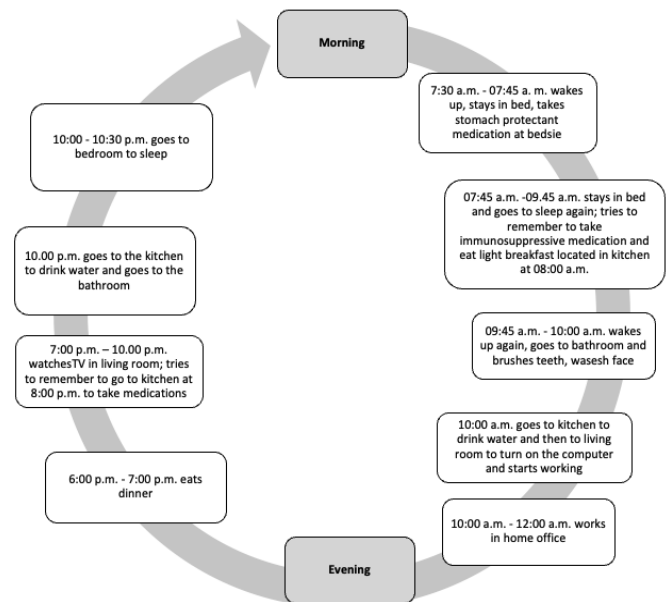 Morning
7:30 a.m. - 07:45 a. m. wakes
up, stays in bed, takes
stomach protectant
medication at bedsie
07:45 a.m. -09.45 a.m. stays in bed
and goes to sleep again; tries to
remember to take
immunosuppressive medication and
eat light breakfast located in kitchen
at 08:00 a.m.
09:45 a.m. - 10:00 a.m. wakes
up again, goes to bathroom and
brushes teeth, wasesh face
10:00 a.m. goes to kitchen to
drink water and then to living
room to turn on the computer
and starts working
10:00 a.m. - 12:00 a.m. works
in home office
Evening
6:00 p.m. - 7:00 p.m. eats
dinner
7:00 p.m. – 10.00 p.m.
watchesTV in living room; tries
to remember to go to kitchen at
8:00 p.m. to take medications
10.00 p.m. goes to the kitchen
to drink water and goes to the
bathroom
10:00 - 10:30 p.m. goes to
bedroom to sleep